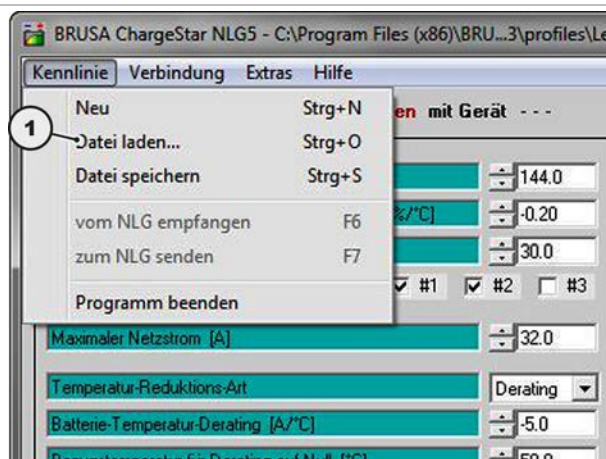 BRUSA ChargeStar NLG5 - C:\Program Files (x86)\BRU...3\profiles\Le
Kennlinie Verbindung Extras Hilfe
en mit Gerät - - -
Neu Strg+N
1
Datei laden... Strg+O
Datei speichern Strg+S
144.0
vom NLG empfangen F6
%/°C] -0.20
zum NLG senden F7
30.0
#1 #2 #3
Programm beenden
Maximaler Netzstrom [A] 32.0
Temperatur-Reduktions-Art Derating
Batterie-Temperatur-Derating [A/°C] -5.0